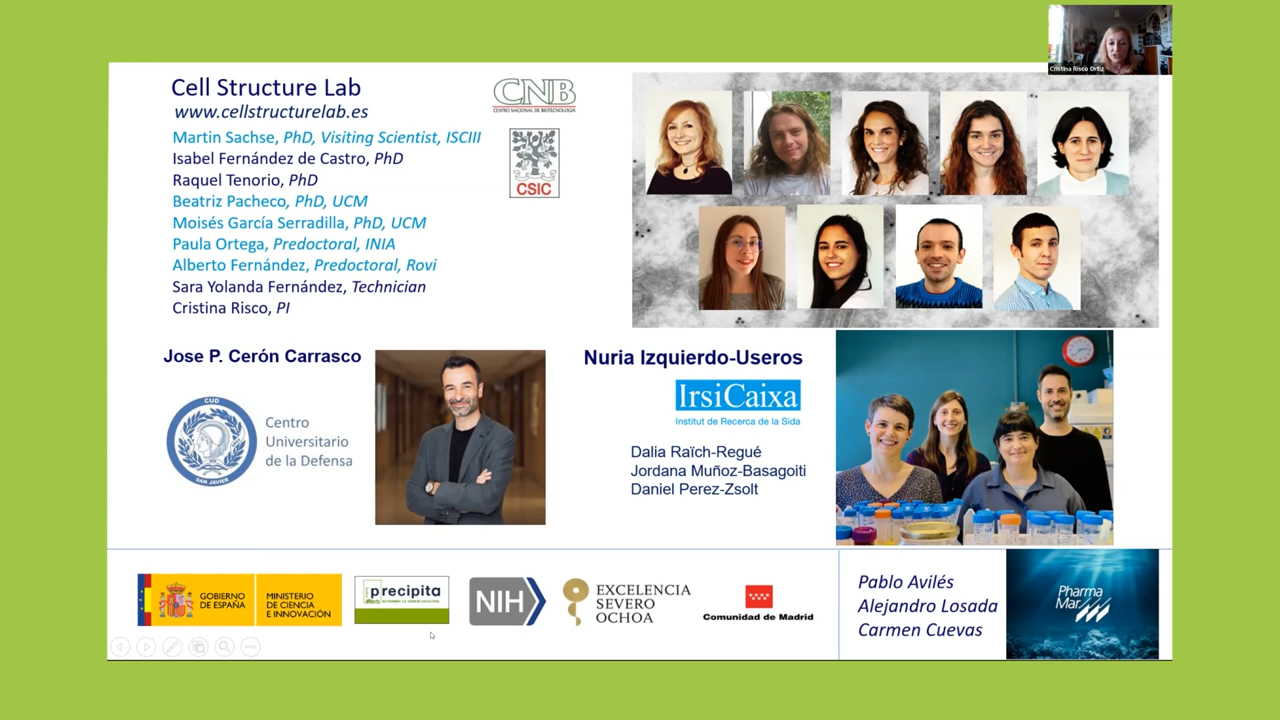 Cristina Risco Ortiz
Cell Structure Lab
www.cellstructurelab.es
Martin Sachse, PhD, Visiting Scientist, ISCIII
Isabel Fernández de Castro, PhD
Raquel Tenorio, PhD
Beatriz Pacheco, PhD, UCM
Moisés García Serradilla, PhD, UCM
Paula Ortega, Predoctoral, INIA
Alberto Fernández, Predoctoral, Rovi
Sara Yolanda Fernández, Technician
Cristina Risco, PI
CNB
CENTRO NACIONAL DE BIOTECNOLOGIA
CSIC
Jose P. Cerón Carrasco
CUD
SAN JAVIER
Centro
Universitario
de la Defensa
Nuria Izquierdo-Useros
IrsiCaixa
Institut de Recerca de la Sida
Dalia Raïch-Regué
Jordana Muñoz-Basagoiti
Daniel Perez-Zsolt
GOBIERNO
DE ESPAÑA
MINISTERIO
DE CIENCIA
E INNOVACIÓN
precipita
NIH
EXCELENCIA
SEVERO
OCHOA
Comunidad de Madrid
Pablo Avilés
Alejandro Losada
Carmen Cuevas
Pharma
Mar